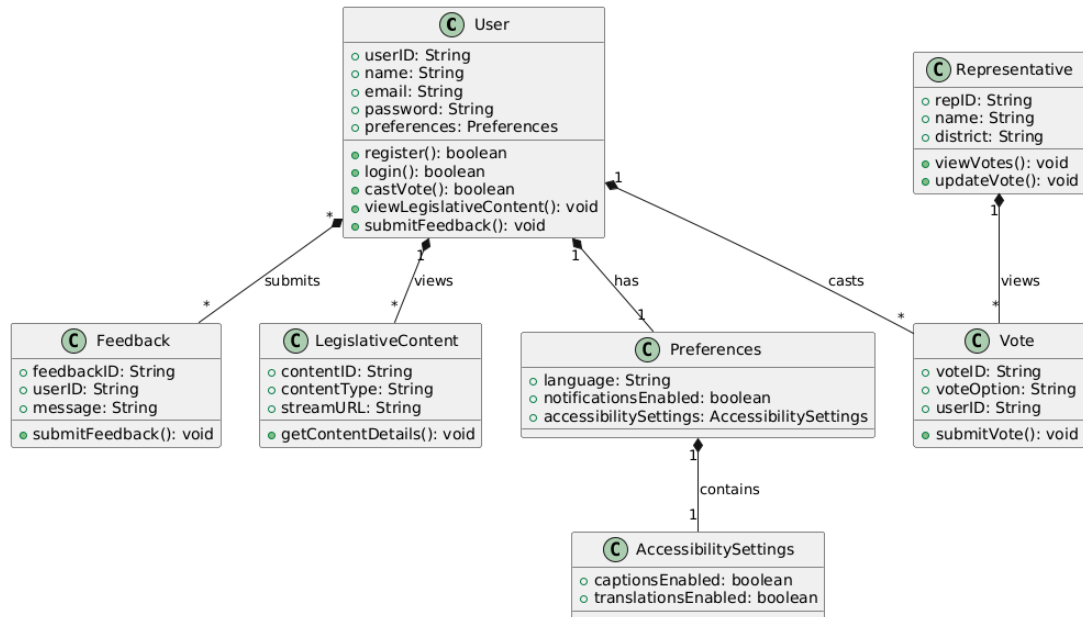 C User
userID: String
name: String
email: String
password: String
preferences: Preferences
register(): boolean
login(): boolean
castVote(): boolean
viewLegislativeContent(): void
submitFeedback(): void
C Representative
repID: String
name: String
district: String
viewVotes(): void
updateVote(): void
*
1
1
1
1
submits
views
has
casts
views
*
*
1
*
*
C Feedback
feedbackID: String
userID: String
message: String
submitFeedback(): void
C LegislativeContent
contentID: String
contentType: String
streamURL: String
getContentDetails(): void
C Preferences
language: String
notificationsEnabled: boolean
accessibilitySettings: AccessibilitySettings
C Vote
voteID: String
voteOption: String
userID: String
submitVote(): void
1
contains
1
C AccessibilitySettings
captionsEnabled: boolean
translationsEnabled: boolean